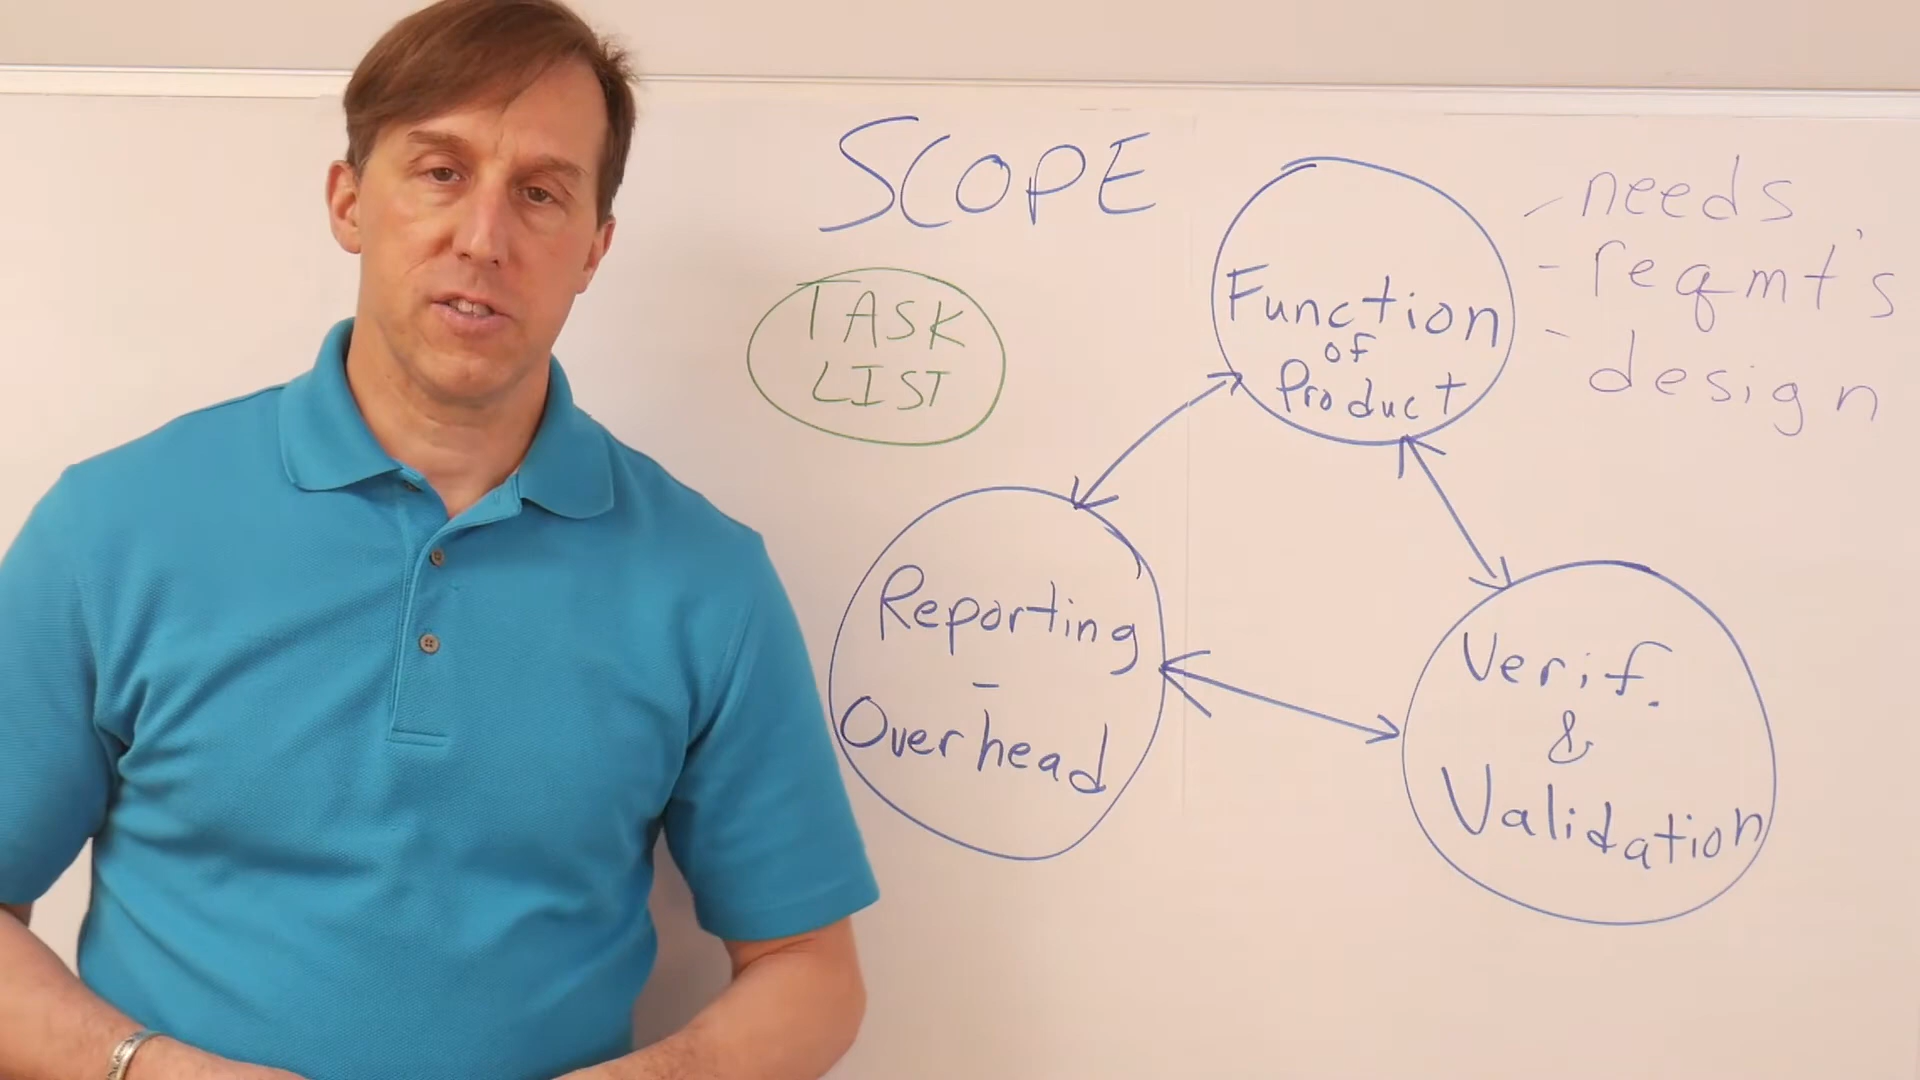 SCOPE
TASK
LIST
Function
of
Product
- needs
- reqmt's
- design
Reporting
-
Overhead
Verif.
&
Validation